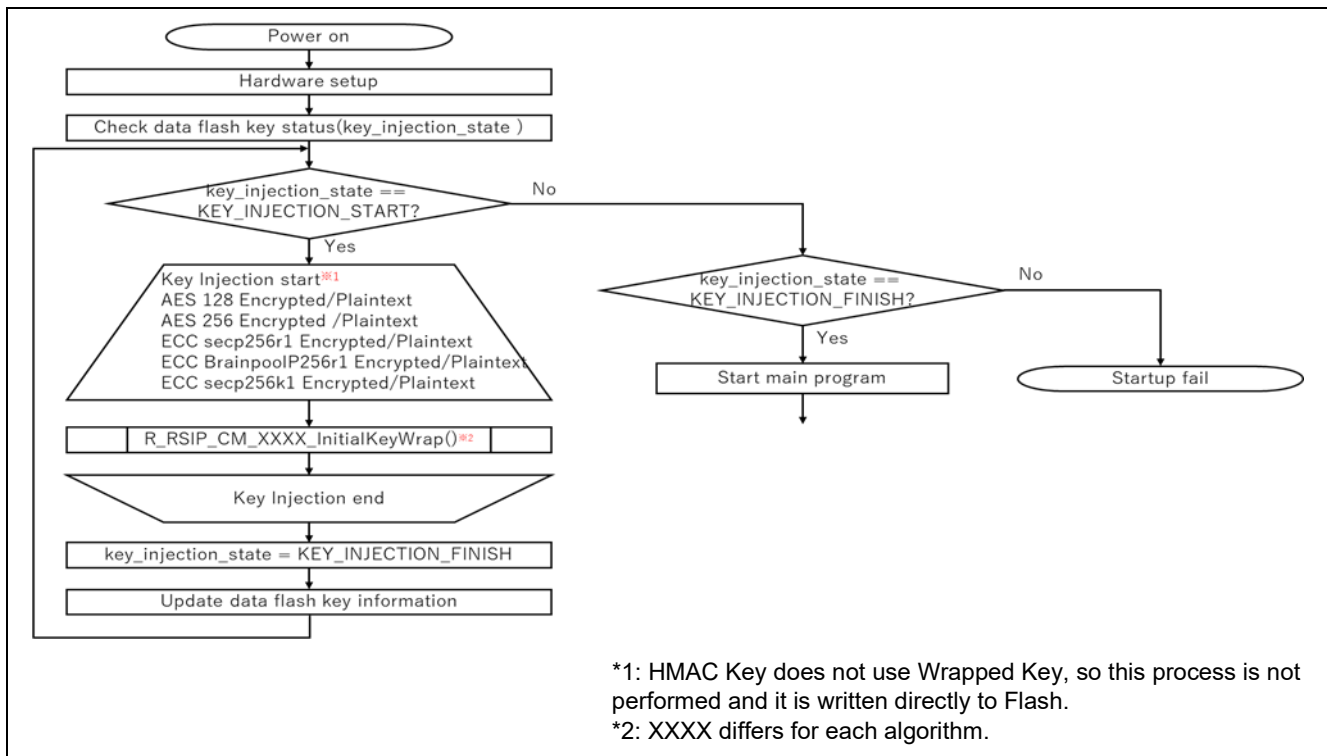 Power on
Hardware setup
Check data flash key status(key_injection_state )
key_injection_state ==
KEY_INJECTION_START?
No
Yes
Key Injection start※1
AES 128 Encrypted/Plaintext
AES 256 Encrypted /Plaintext
ECC secp256r1 Encrypted/Plaintext
ECC BrainpoolP256r1 Encrypted/Plaintext
ECC secp256k1 Encrypted/Plaintext
R_RSIP_CM_XXXX_InitialKeyWrap()※2
Key Injection end
key_injection_state = KEY_INJECTION_FINISH
Update data flash key information
key_injection_state ==
KEY_INJECTION_FINISH?
No
Yes
Start main program
Startup fail
*1: HMAC Key does not use Wrapped Key, so this process is not
performed and it is written directly to Flash.
*2: XXXX differs for each algorithm.